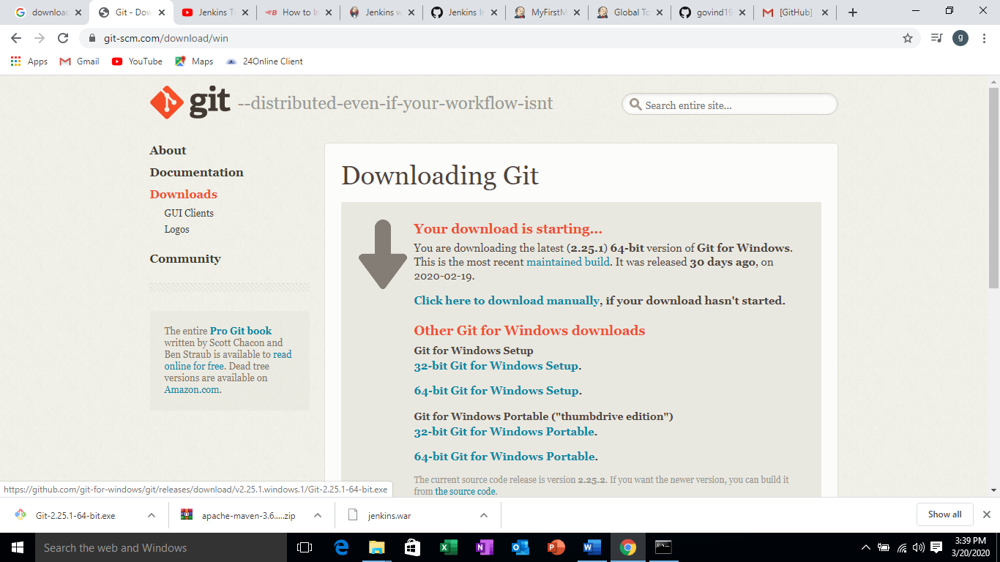 downloac
Git - Dow
Jenkins T
How to In
Jenkins w
Jenkins In
MyFirstM
Global To
govind19
[GitHub]
git-scm.com/download/win
g
Apps
Gmail
YouTube
Maps
24Online Client
git --distributed-even-if-your-workflow-isnt
Search entire site...
About
Documentation
Downloads
GUI Clients
Logos
Community
The entire Pro Git book
written by Scott Chacon and
Ben Straub is available to read
online for free. Dead tree
versions are available on
Amazon.com.
Downloading Git
Your download is starting...
You are downloading the latest (2.25.1) 64-bit version of Git for Windows.
This is the most recent maintained build. It was released 30 days ago, on
2020-02-19.
Click here to download manually, if your download hasn't started.
Other Git for Windows downloads
Git for Windows Setup
32-bit Git for Windows Setup.
64-bit Git for Windows Setup.
Git for Windows Portable ("thumbdrive edition")
32-bit Git for Windows Portable.
64-bit Git for Windows Portable.
The current source code release is version 2.25.2. If you want the newer version, you can build it
from the source code.
https://github.com/git-for-windows/git/releases/download/v2.25.1.windows.1/Git-2.25.1-64-bit.exe
Git-2.25.1-64-bit.exe
apache-maven-3.6.....zip
jenkins.war
Show all
Search the web and Windows
3:39 PM
3/20/2020